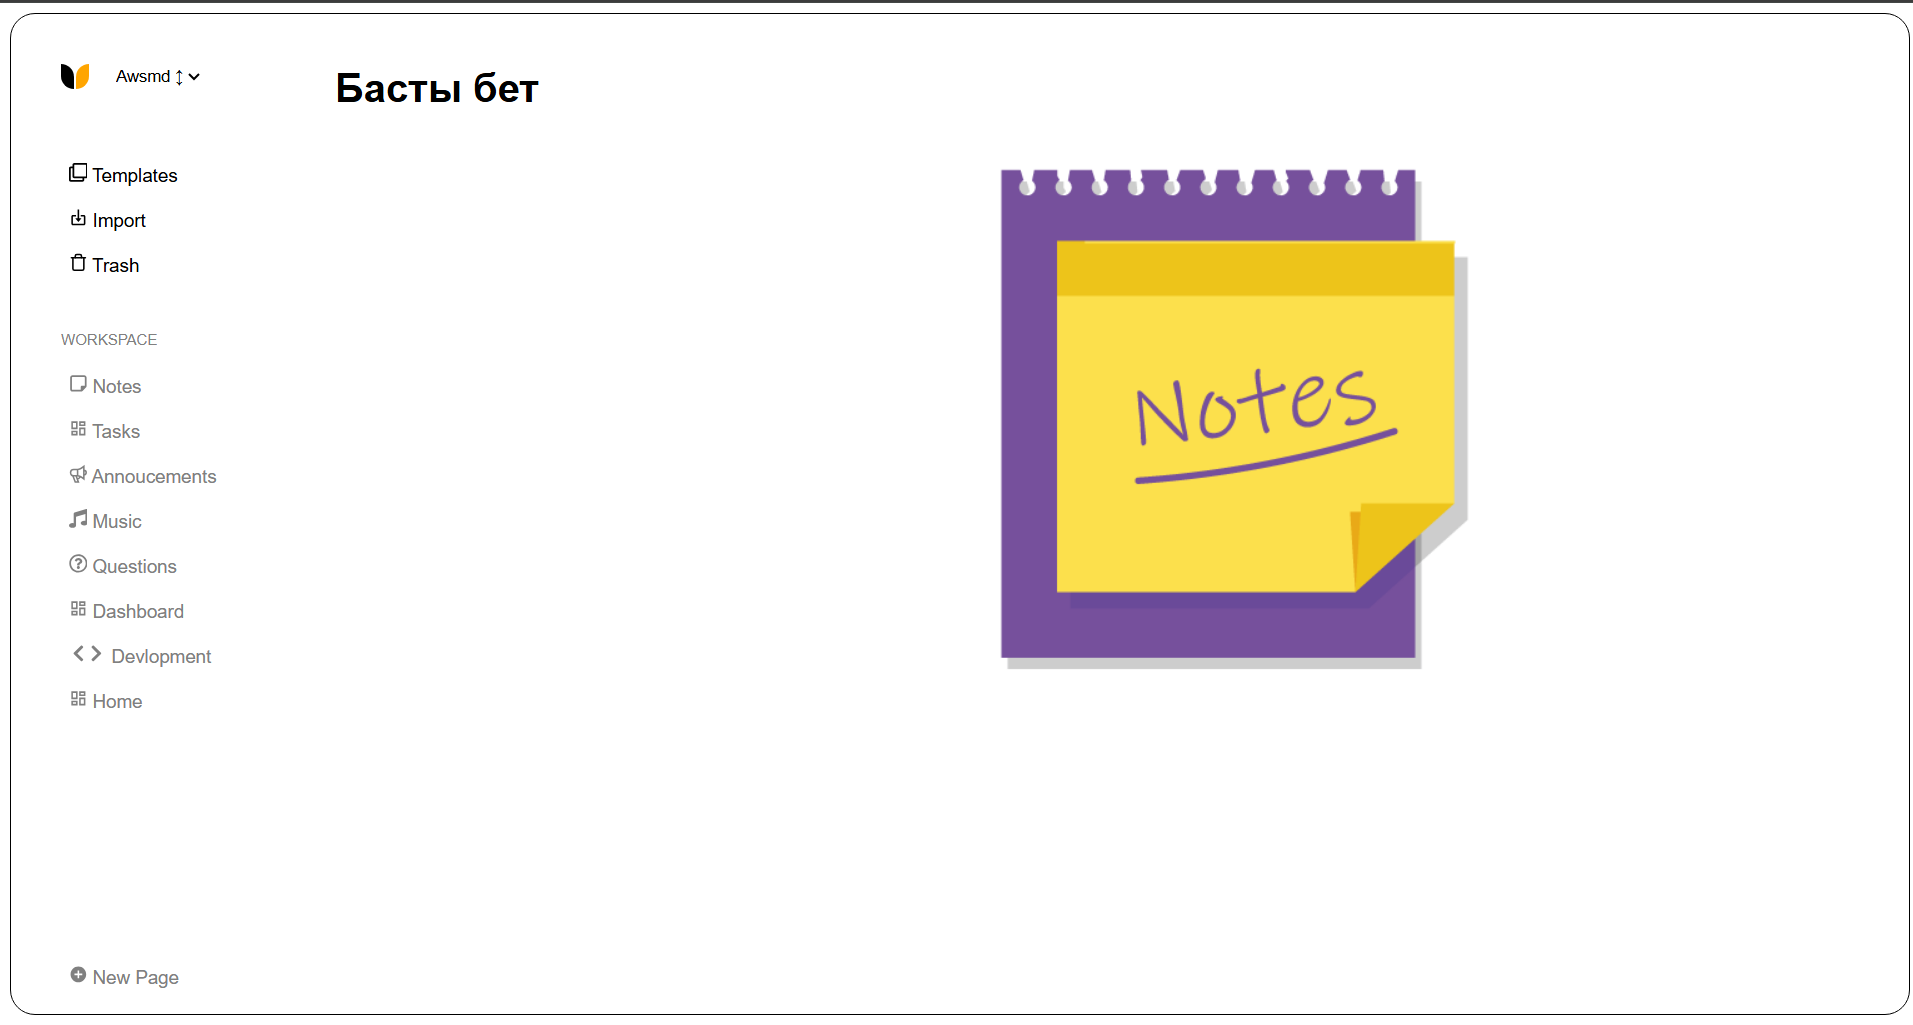 Awsmd
Басты бет
Templates
Import
Trash
WORKSPACE
Notes
Tasks
Annoucements
Music
Questions
Dashboard
Devlopment
Home
New Page
Notes